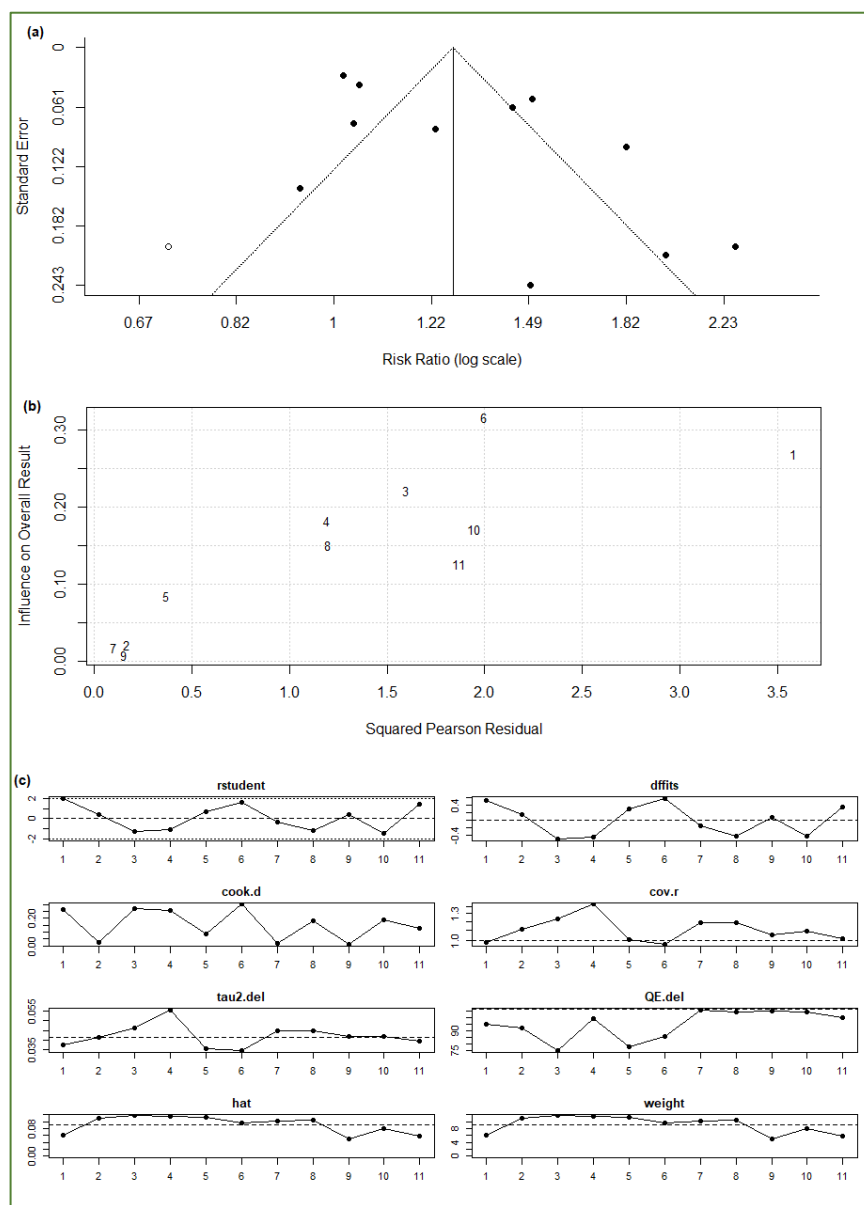 (a)
Standard Error
0
0.061
0.122
0.182
0.243
0.67 0.82 1 1.22 1.49 1.82 2.23
Risk Ratio (log scale)
(b)
Influence on Overall Result
0.30
0.20
0.10
0.00
6
1
3
4
10
8
11
5
2
7
9
0.0 0.5 1.0 1.5 2.0 2.5 3.0 3.5
Squared Pearson Residual
(c)
rstudent
2
0
-2
1 2 3 4 5 6 7 8 9 10 11
dffits
0.4
-0.4
1 2 3 4 5 6 7 8 9 10 11
cook.d
0.20
0.00
1 2 3 4 5 6 7 8 9 10 11
cov.r
1.3
1.0
1 2 3 4 5 6 7 8 9 10 11
tau2.del
0.055
0.035
1 2 3 4 5 6 7 8 9 10 11
QE.del
90
75
1 2 3 4 5 6 7 8 9 10 11
hat
0.08
0.00
1 2 3 4 5 6 7 8 9 10 11
weight
8
4
0
1 2 3 4 5 6 7 8 9 10 11